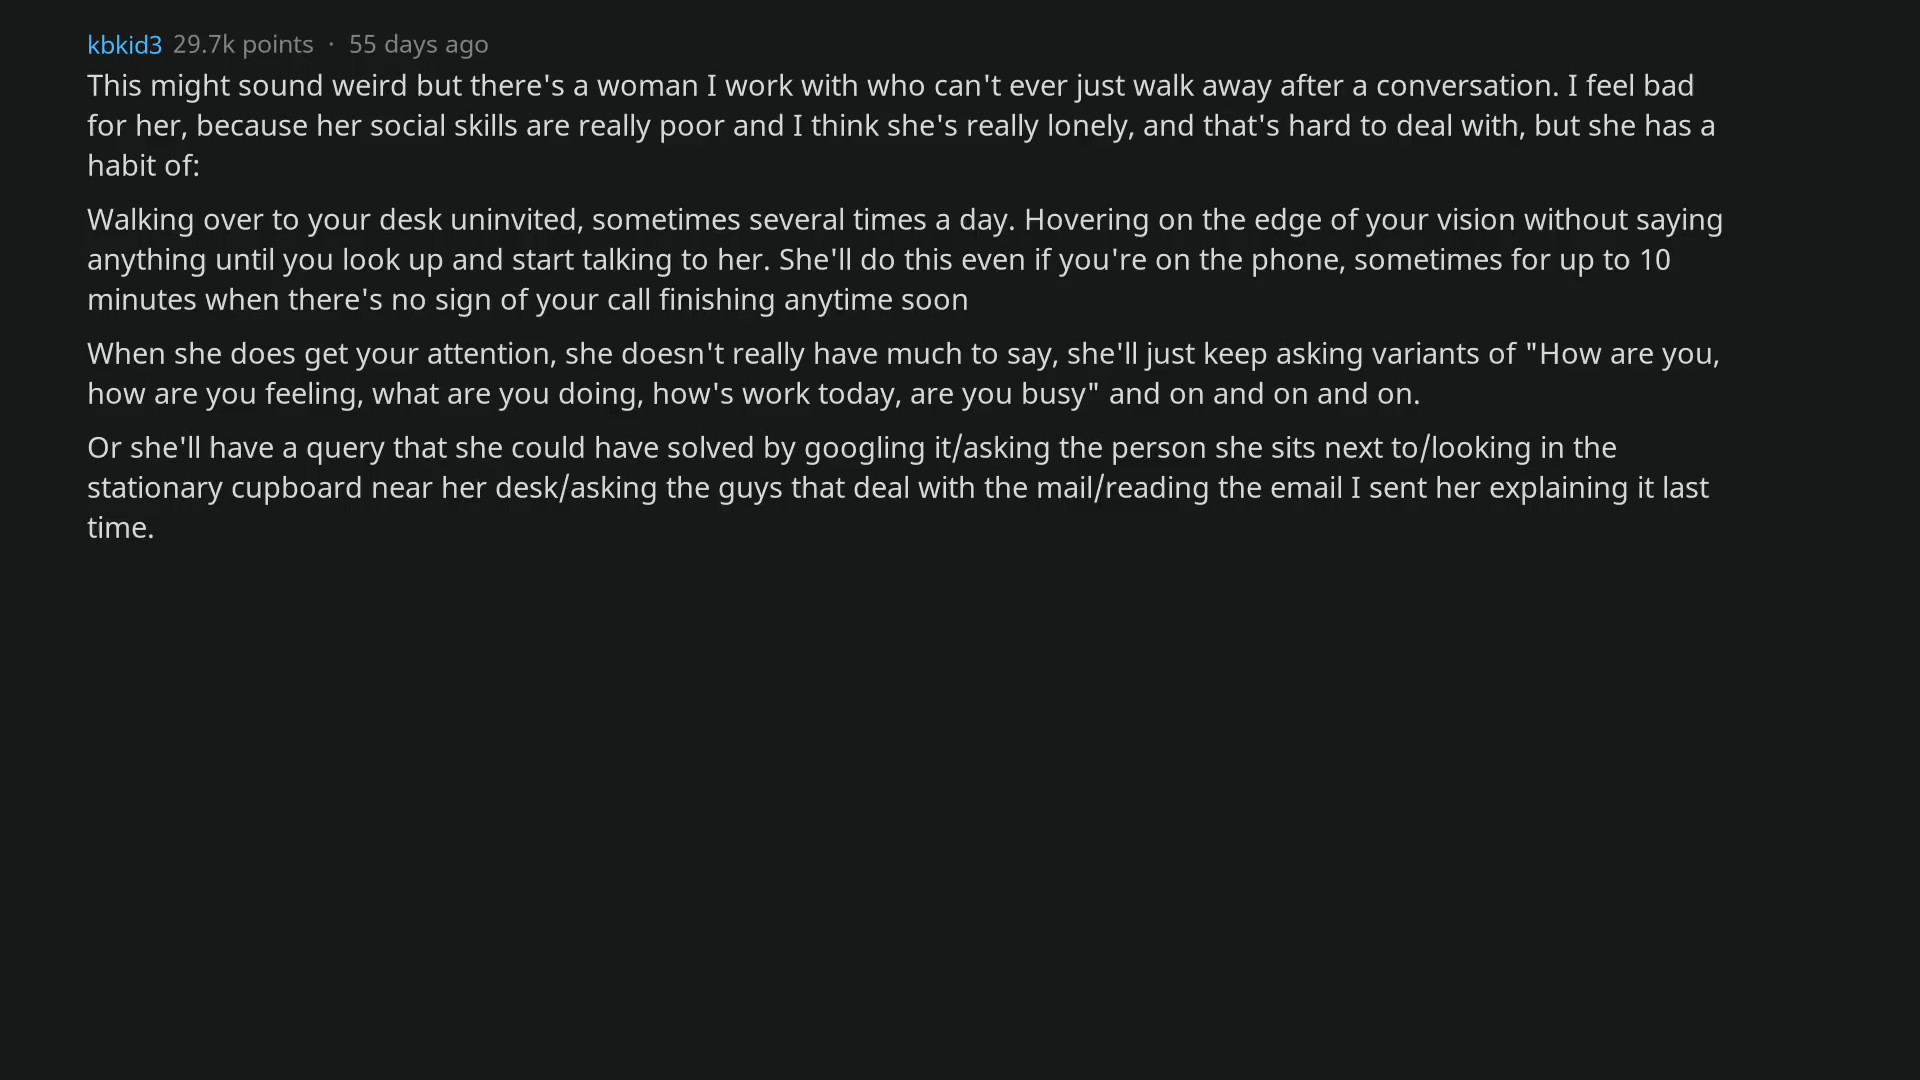 kbkid3 29.7k points · 55 days ago
This might sound weird but there's a woman I work with who can't ever just walk away after a conversation. I feel bad
for her, because her social skills are really poor and I think she's really lonely, and that's hard to deal with, but she has a
habit of:
Walking over to your desk uninvited, sometimes several times a day. Hovering on the edge of your vision without saying
anything until you look up and start talking to her. She'll do this even if you're on the phone, sometimes for up to 10
minutes when there's no sign of your call finishing anytime soon
When she does get your attention, she doesn't really have much to say, she'll just keep asking variants of "How are you,
how are you feeling, what are you doing, how's work today, are you busy" and on and on and on.
Or she'll have a query that she could have solved by googling it/asking the person she sits next to/looking in the
stationary cupboard near her desk/asking the guys that deal with the mail/reading the email I sent her explaining it last
time.